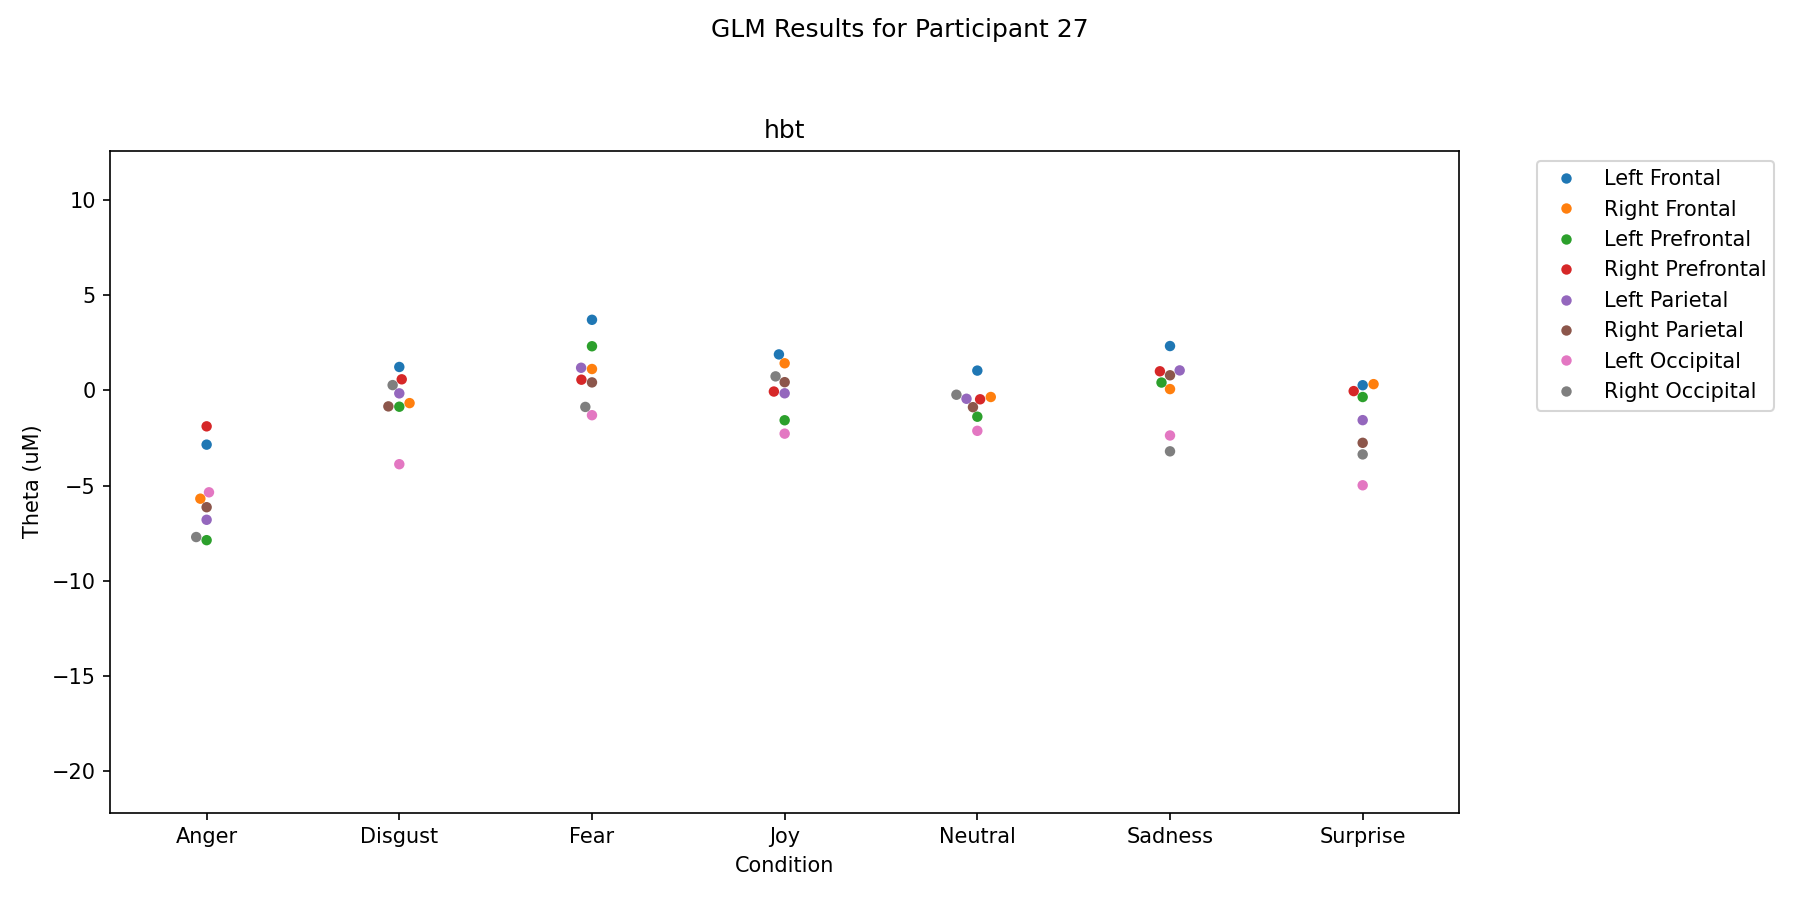 GLM Results for Participant 27
hbt
10
5
0
−5
−10
−15
−20
Theta (uM)
Anger
Disgust
Fear
Joy
Neutral
Sadness
Surprise
Condition
Left Frontal
Right Frontal
Left Prefrontal
Right Prefrontal
Left Parietal
Right Parietal
Left Occipital
Right Occipital